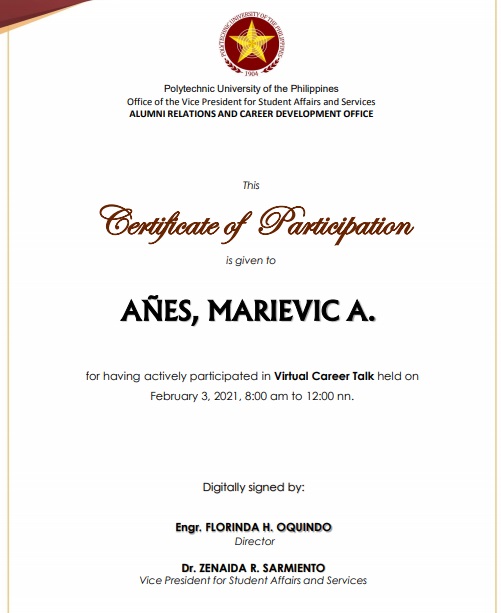 POLYTECHNIC UNIVERSITY OF THE PHILIPPINES
1904
Polytechnic University of the Philippines
Office of the Vice President for Student Affairs and Services
ALUMNI RELATIONS AND CAREER DEVELOPMENT OFFICE
This
Certificate of Participation
is given to
AÑES, MARIEVIC A.
for having actively participated in Virtual Career Talk held on
February 3, 2021, 8:00 am to 12:00 nn.
Digitally signed by:
Engr. FLORINDA H. OQUINDO
Director
Dr. ZENAIDA R. SARMIENTO
Vice President for Student Affairs and Services